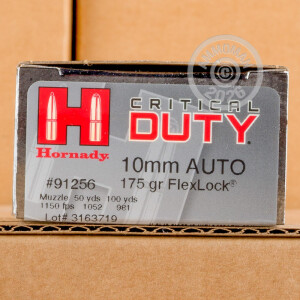 CRITICAL
DUTY®
Hornady®
10mm AUTO
#91256
175 gr FlexLock®
Muzzle 50 yds 100 yds
1150 fps 1052 981
Lot# 3163719